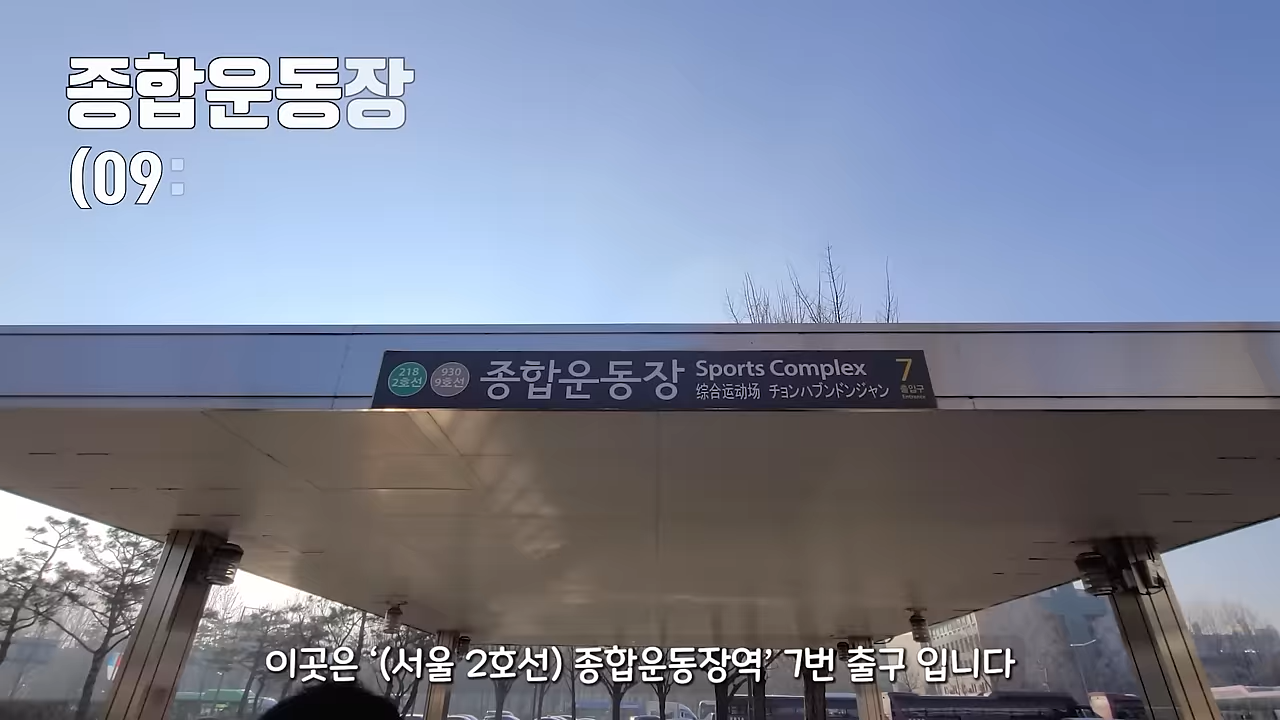 종합운동장
(09:
218
2호선
930
9호선
종합운동장
Sports Complex
综合运动场 チョンハブンドンジャン
7
출입구
Entrance
이곳은 ‘(서울 2호선) 종합운동장역’ 7번 출구 입니다